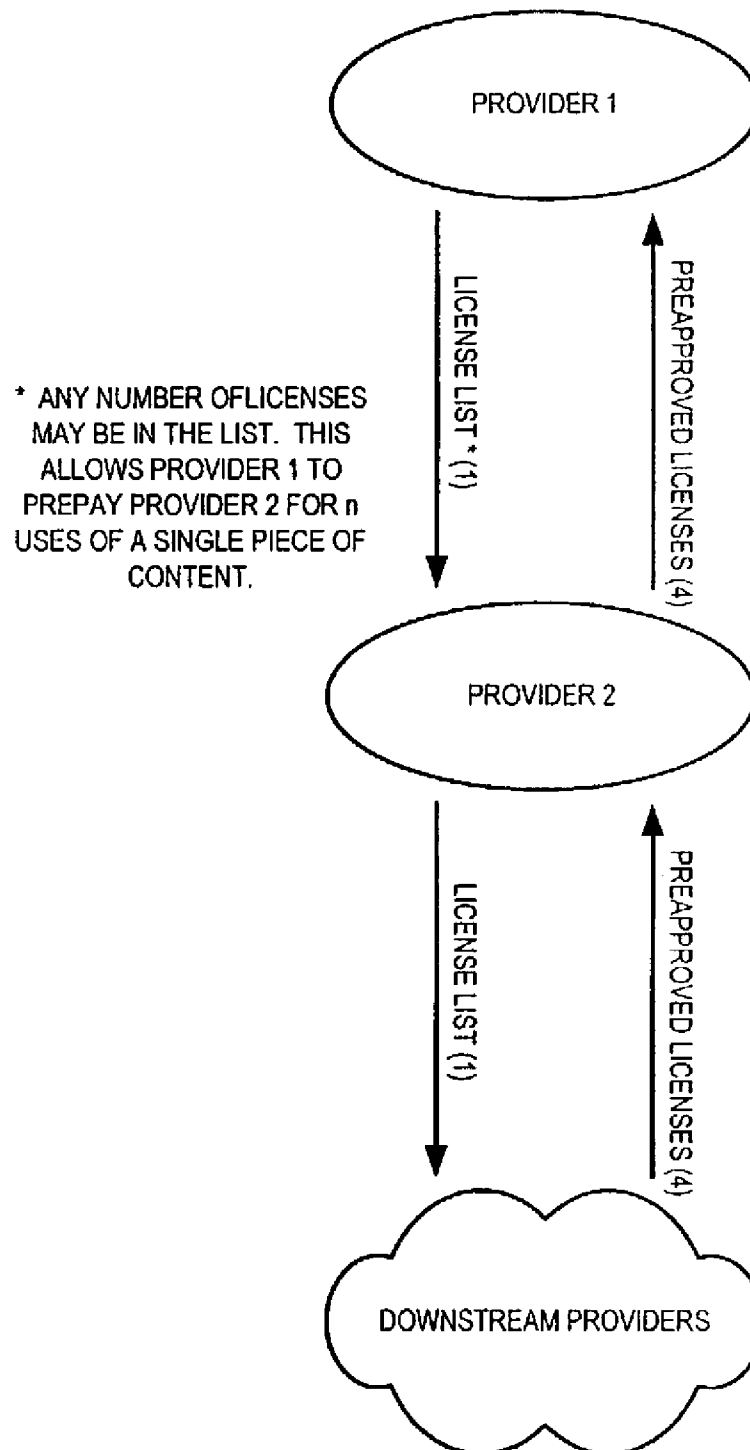 PROVIDER 1
LICENSE LIST * (1)
PREAPPROVED LICENSES (4)
* ANY NUMBER OFLICENSES
MAY BE IN THE LIST. THIS
ALLOWS PROVIDER 1 TO
PREPAY PROVIDER 2 FOR n
USES OF A SINGLE PIECE OF
CONTENT.
PROVIDER 2
LICENSE LIST (1)
PREAPPROVED LICENSES (4)
DOWNSTREAM PROVIDERS